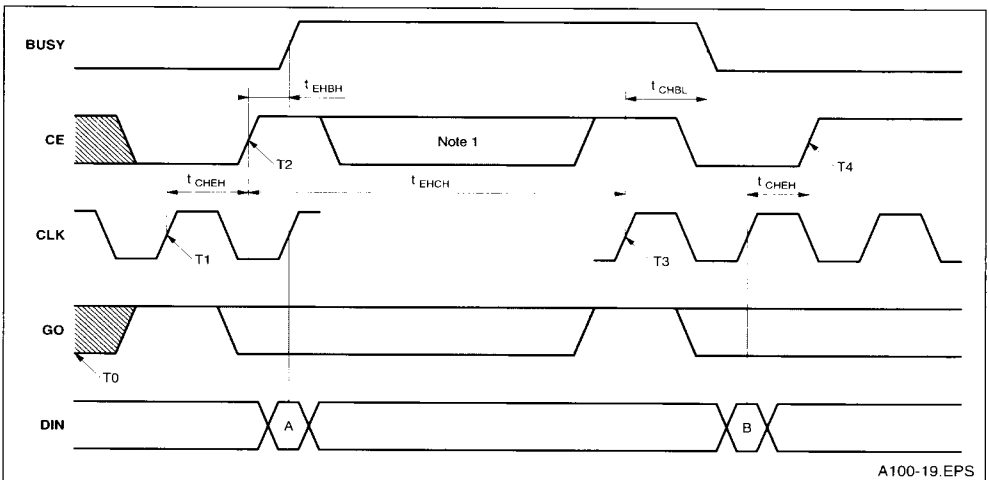 BUSY
t EHBH
t CHBL
CE
Note 1
T2
T4
t CHEH
t EHCH
t CHEH
CLK
T1
T3
GO
T0
DIN
A
B
A100-19.EPS